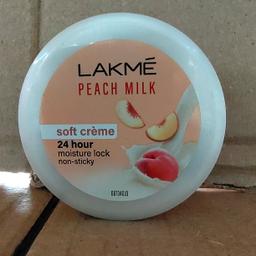 LAKMÉ
PEACH MILK
soft crème
24 hour
moisture lock
non-sticky